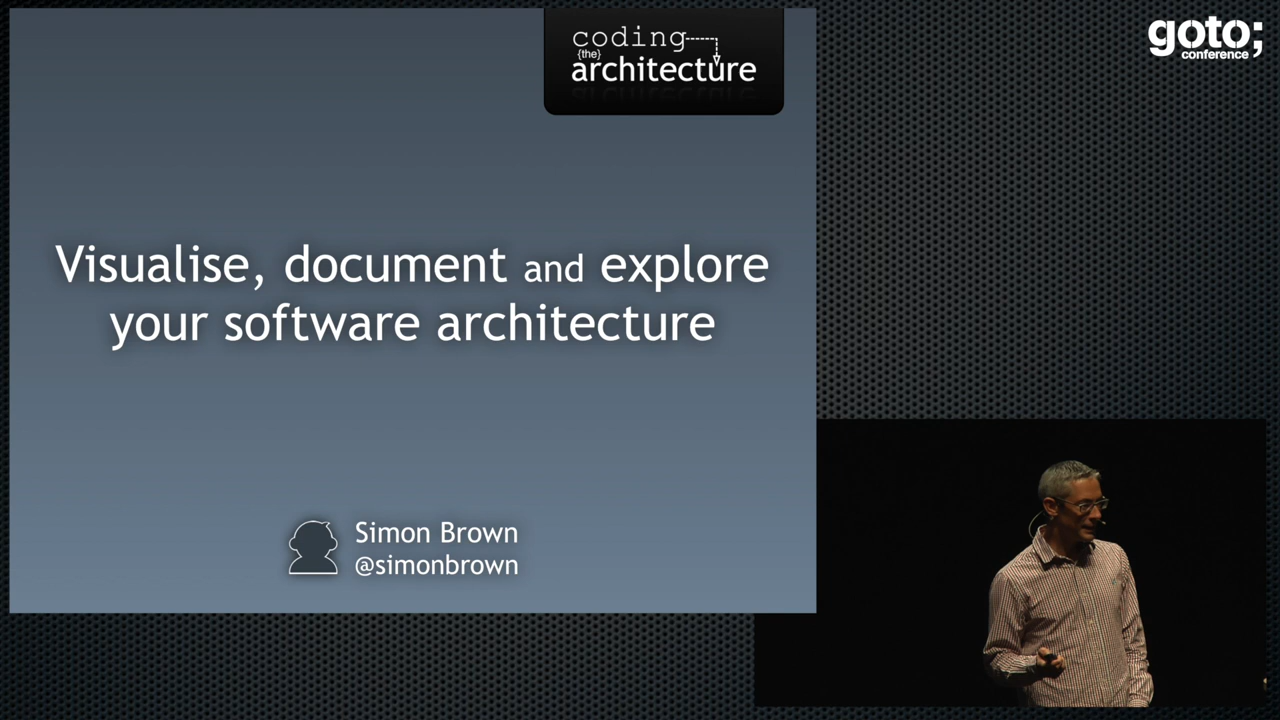 coding
{the}
architecture
goto;
conference
Visualise, document and explore
your software architecture
Simon Brown
@simonbrown